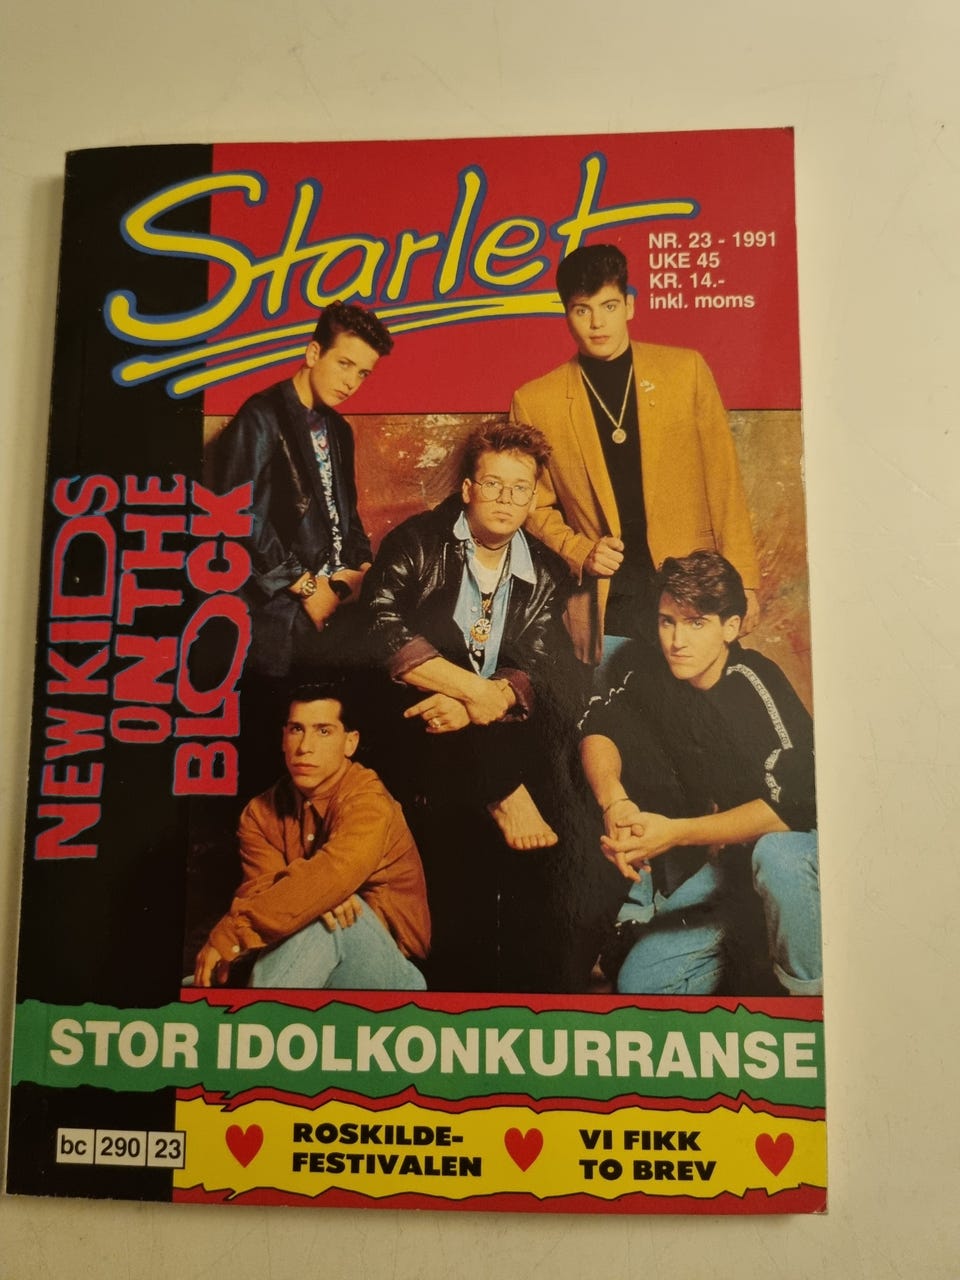 Starlet
NR. 23 - 1991
UKE 45
KR. 14.-
inkl. moms
NEW KIDS
ON THE
BLOCK
STOR IDOLKONKURRANSE
bc 290 23
ROSKILDE-
FESTIVALEN
VI FIKK
TO BREV